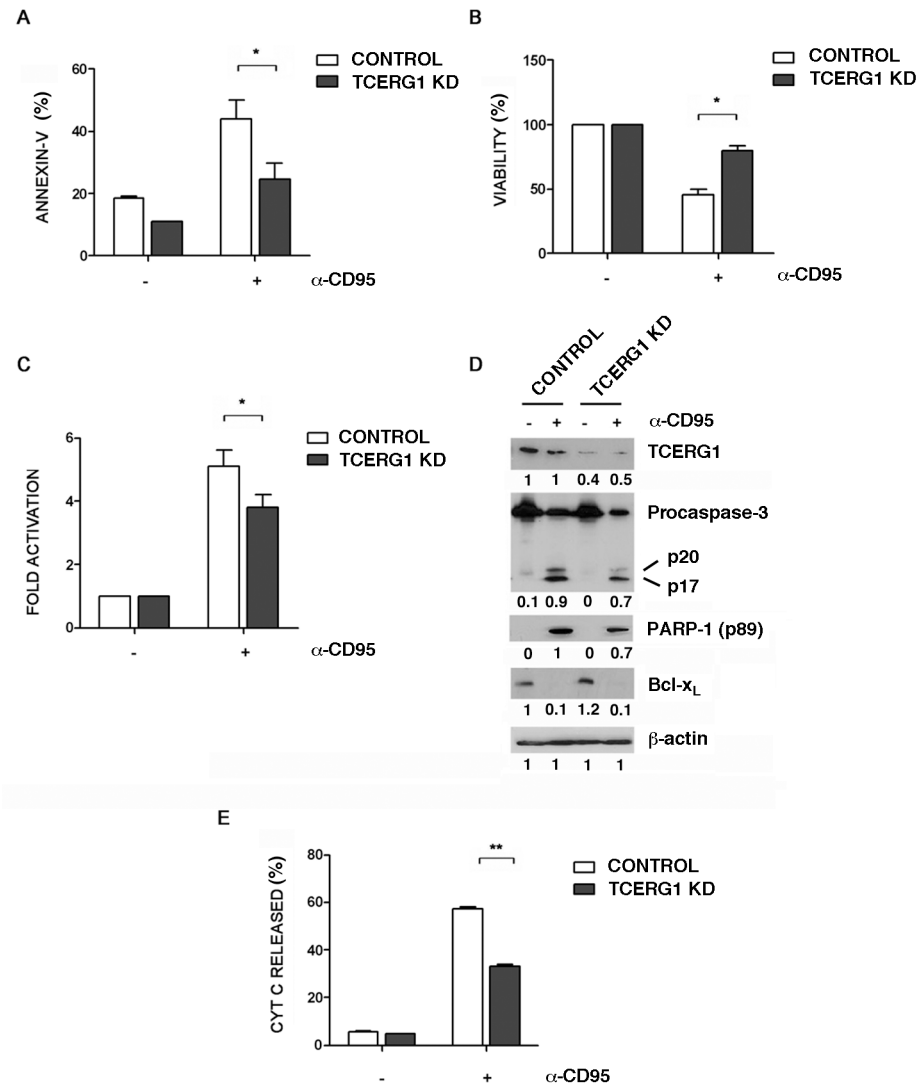 A
*
CONTROL
TCERG1 KD
60
40
20
0
ANNEXIN-V (%)
- + α-CD95
B
*
CONTROL
TCERG1 KD
150
100
50
0
VIABILITY (%)
- + α-CD95
C
*
CONTROL
TCERG1 KD
6
4
2
0
FOLD ACTIVATION
- + α-CD95
D
CONTROL TCERG1 KD
- + - + α-CD95
TCERG1
1 1 0.4 0.5
Procaspase-3
p20
p17
0.1 0.9 0 0.7
PARP-1 (p89)
0 1 0 0.7
Bcl-xL
1 0.1 1.2 0.1
β-actin
1 1 1 1
E
**
CONTROL
TCERG1 KD
80
60
40
20
0
CYT C RELEASED (%)
- + α-CD95